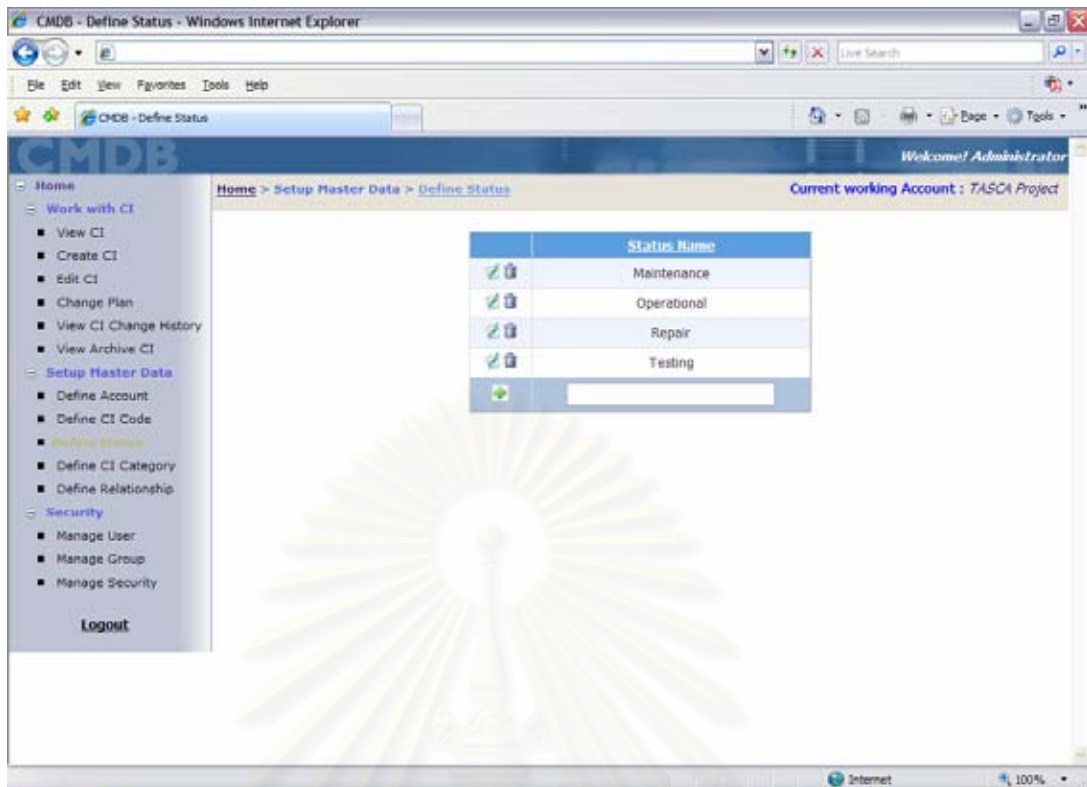 CMDB - Define Status - Windows Internet Explorer
Live Search
File Edit View Favorites Tools Help
CMDB - Define Status
Page Tools
CMDB
Welcome! Administrator
Home > Setup Master Data > Define Status
Current working Account : TASCA Project
Home
Work with CI
View CI
Create CI
Edit CI
Change Plan
View CI Change History
View Archive CI
Setup Master Data
Define Account
Define CI Code
Define Status
Define CI Category
Define Relationship
Security
Manage User
Manage Group
Manage Security
Logout
Status Name
Maintenance
Operational
Repair
Testing
Internet
100%